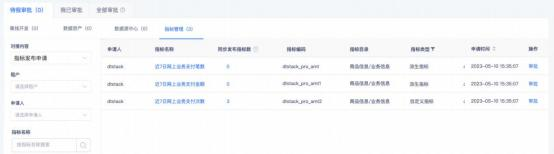 待我审批（0） 我已审批 全部审批
离线开发（0） 数据资产（0） 数据源中心（0） 指标管理（3）
对接内容
指标发布申请
租户
请选择租户
申请人
请选择申请人
指标名称
按指标名称搜索
申请人 指标名称 同步发布指标数 指标编码 指标目录 指标类型 申请时间 操作
dtstack 近7日网上业务支付笔数 0 dtstack_pro_amt 商品信息/业务信息 派生指标 2023-05-10 15:35:07 审批
dtstack 近7日网上业务支付金额 0 dtstack_pro_amt1 商品信息/业务信息 派生指标 2023-05-10 15:35:07 审批
dtstack 近7日网上业务支付次数 3 dtstack_pro_amt2 商品信息/业务信息 自定义指标 2023-05-10 15:35:07 审批